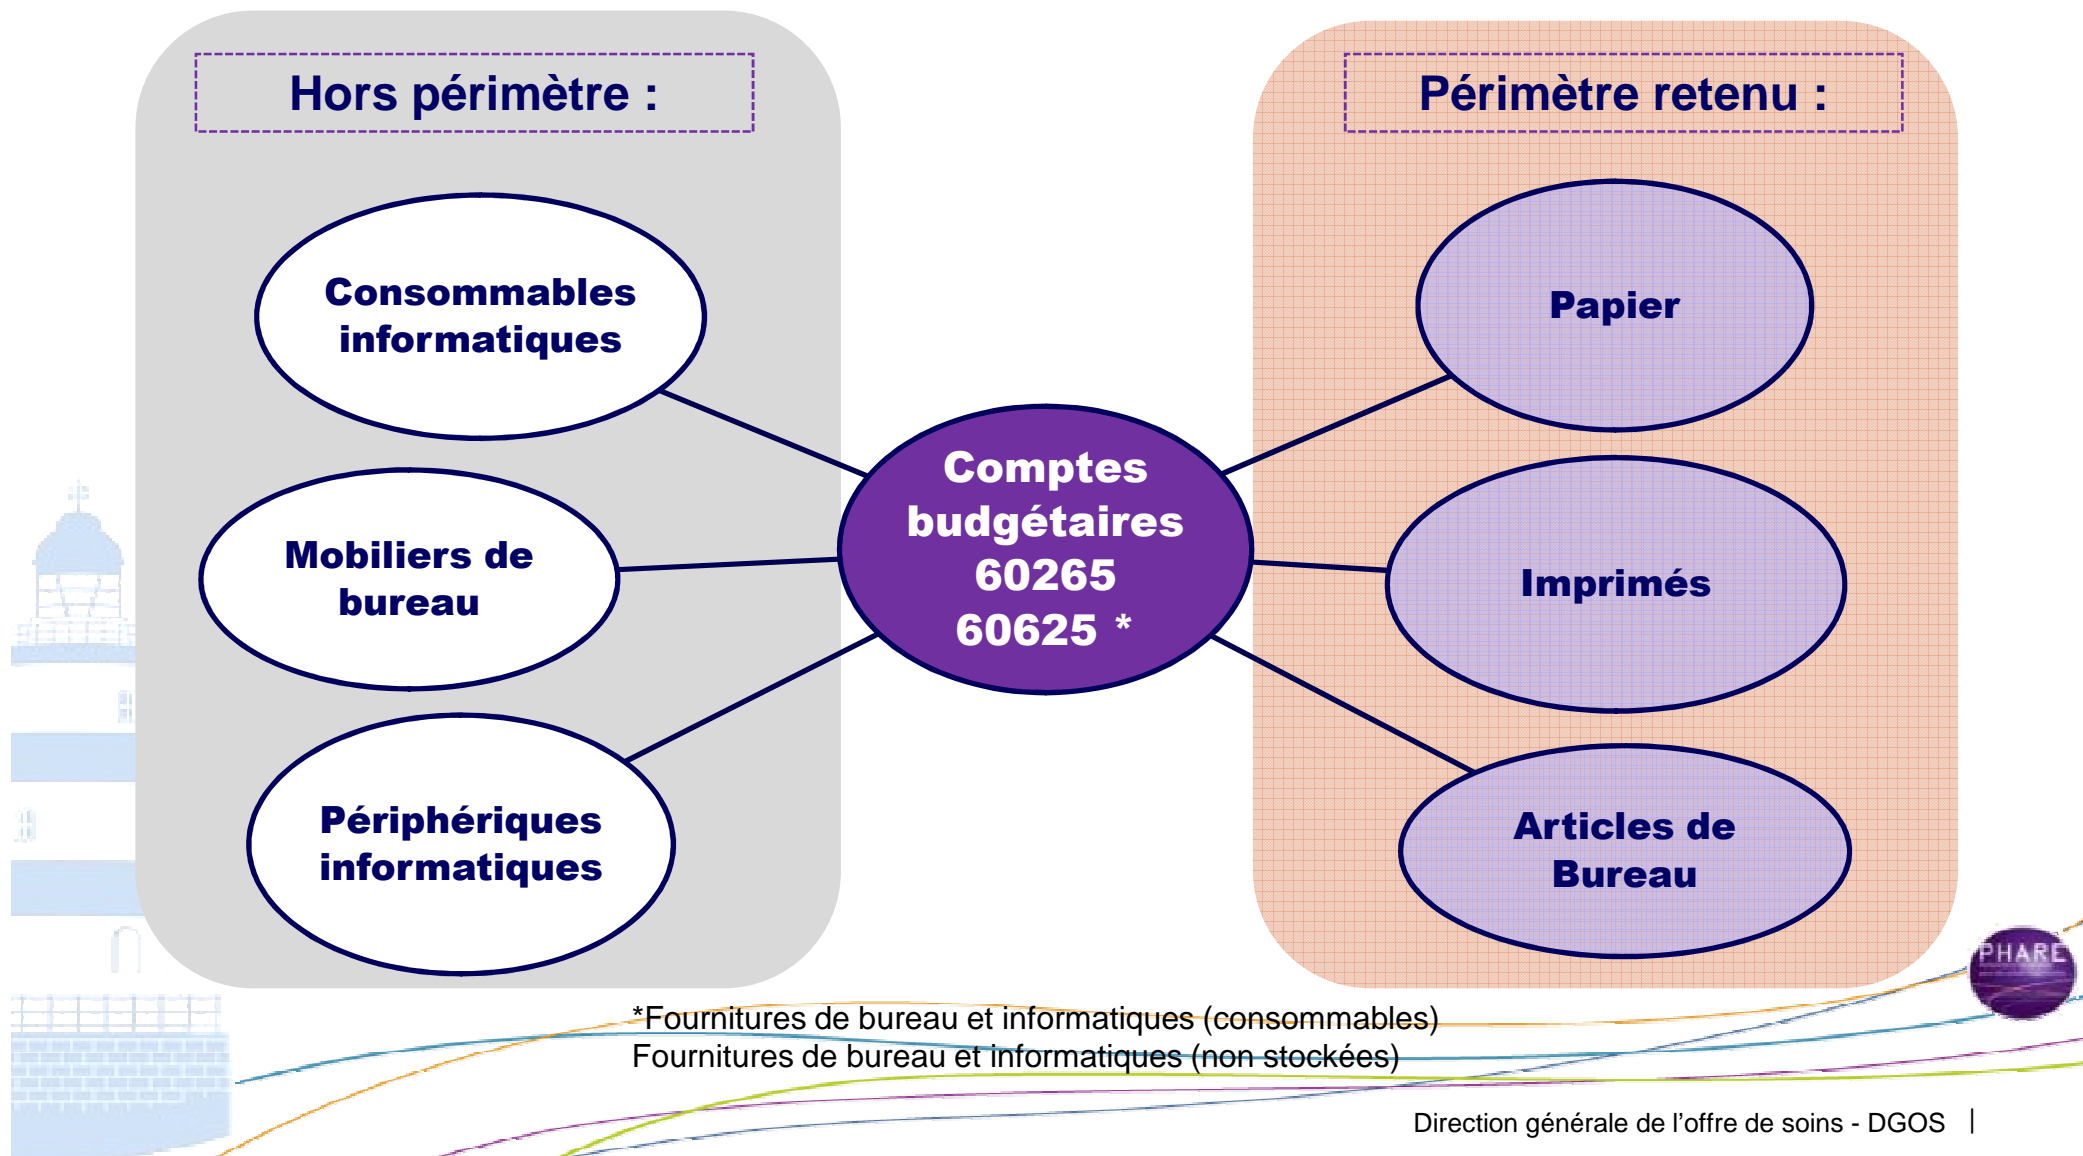 Hors périmètre :
Consommables
informatiques
Mobiliers de
bureau
Périphériques
informatiques
Comptes
budgétaires
60265
60625 *
Périmètre retenu :
Papier
Imprimés
Articles de
Bureau
PHARE
*Fournitures de bureau et informatiques (consommables)
Fournitures de bureau et informatiques (non stockées)
Direction générale de l’offre de soins - DGOS |